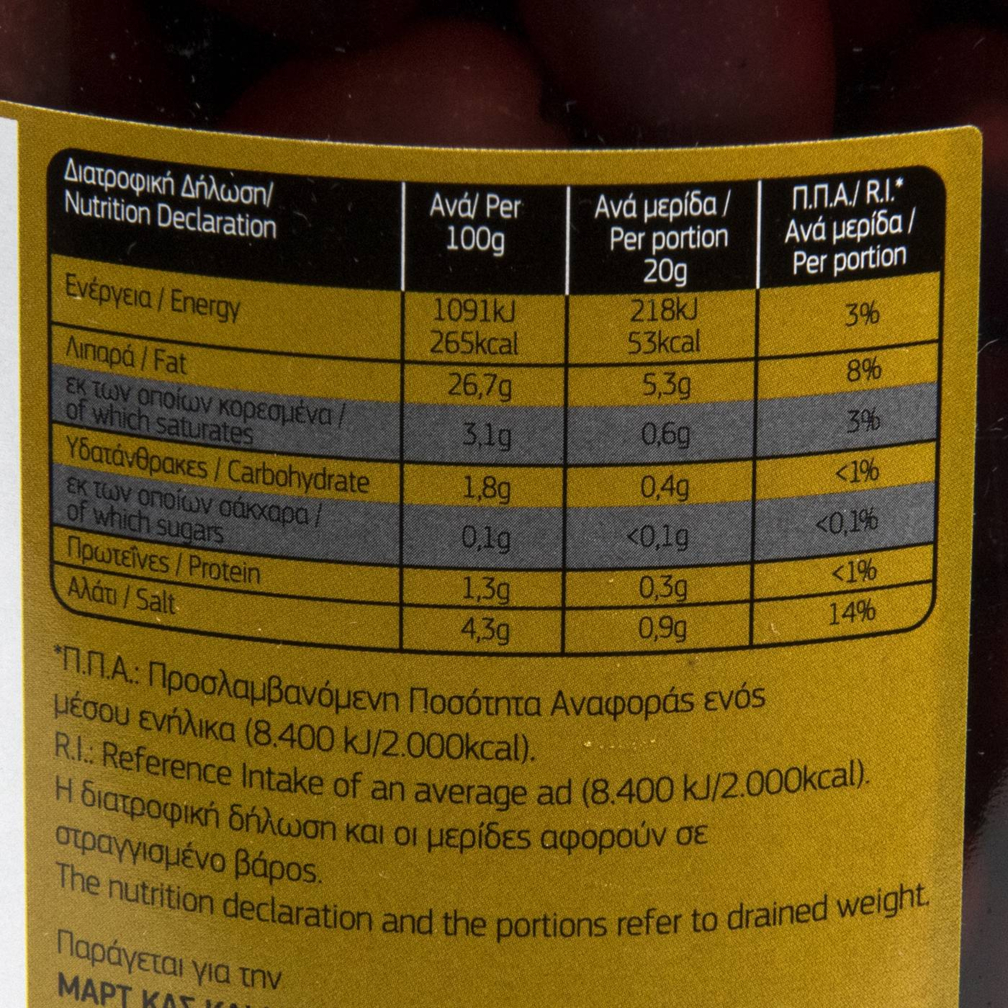 Διατροφική Δήλωση/
Nutrition Declaration
Ανά/ Per
100g
Ανά μερίδα /
Per portion
20g
Π.Π.Α./ R.I.*
Ανά μερίδα /
Per portion
Ενέργεια / Energy
1091kJ
265kcal
218kJ
53kcal
3%
Λιπαρά / Fat
26,7g
5,3g
8%
εκ των οποίων κορεσμένα /
of which saturates
3,1g
0,6g
3%
Υδατάνθρακες / Carbohydrate
1,8g
0,4g
<1%
εκ των οποίων σάκχαρα /
of which sugars
0,1g
<0,1g
<0,1%
Πρωτεΐνες / Protein
1,3g
0,3g
<1%
Αλάτι / Salt
4,3g
0,9g
14%
*Π.Π.Α.: Προσλαμβανόμενη Ποσότητα Αναφοράς ενός
μέσου ενήλικα (8.400 kJ/2.000kcal).
R.I.: Reference Intake of an average ad (8.400 kJ/2.000kcal).
Η διατροφική δήλωση και οι μερίδες αφορούν σε
στραγγισμένο βάρος.
The nutrition declaration and the portions refer to drained weight.
Παράγεται για την
ΜΑΡΤ ΚΑΣ